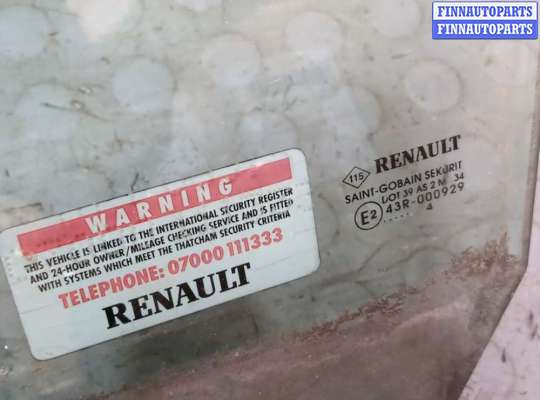 FINNAUTOPARTS
FINNAUTOPARTS
WARNING
THIS VEHICLE IS LINKED TO THE INTERNATIONAL SECURITY REGISTER
AND 24-HOUR OWNER/MILEAGE CHECKING SERVICE AND IS FITTED
WITH SYSTEMS WHICH MEET THE THATCHAM SECURITY CRITERIA
TELEPHONE: 07000 111333
RENAULT
115 RENAULT
SAINT-GOBAIN SEKURIT
DOT 39 AS 2 M 34
E2 43R-000929
4